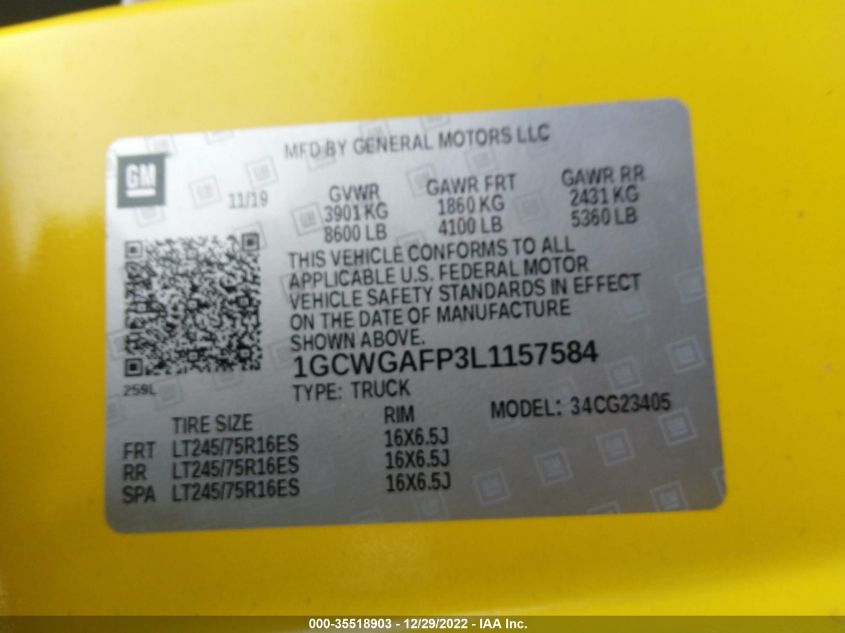 MFD BY GENERAL MOTORS LLC
GM
11/19 GVWR GAWR FRT GAWR RR
3901 KG 1860 KG 2431 KG
8600 LB 4100 LB 5360 LB
THIS VEHICLE CONFORMS TO ALL
APPLICABLE U.S. FEDERAL MOTOR
VEHICLE SAFETY STANDARDS IN EFFECT
ON THE DATE OF MANUFACTURE
SHOWN ABOVE.
1GCWGAFP3L1157584
259L
TYPE: TRUCK
MODEL: 34CG23405
TIRE SIZE RIM
FRT LT245/75R16ES 16X6.5J
RR LT245/75R16ES 16X6.5J
SPA LT245/75R16ES 16X6.5J
000-35518903 - 12/29/2022 - IAA Inc.